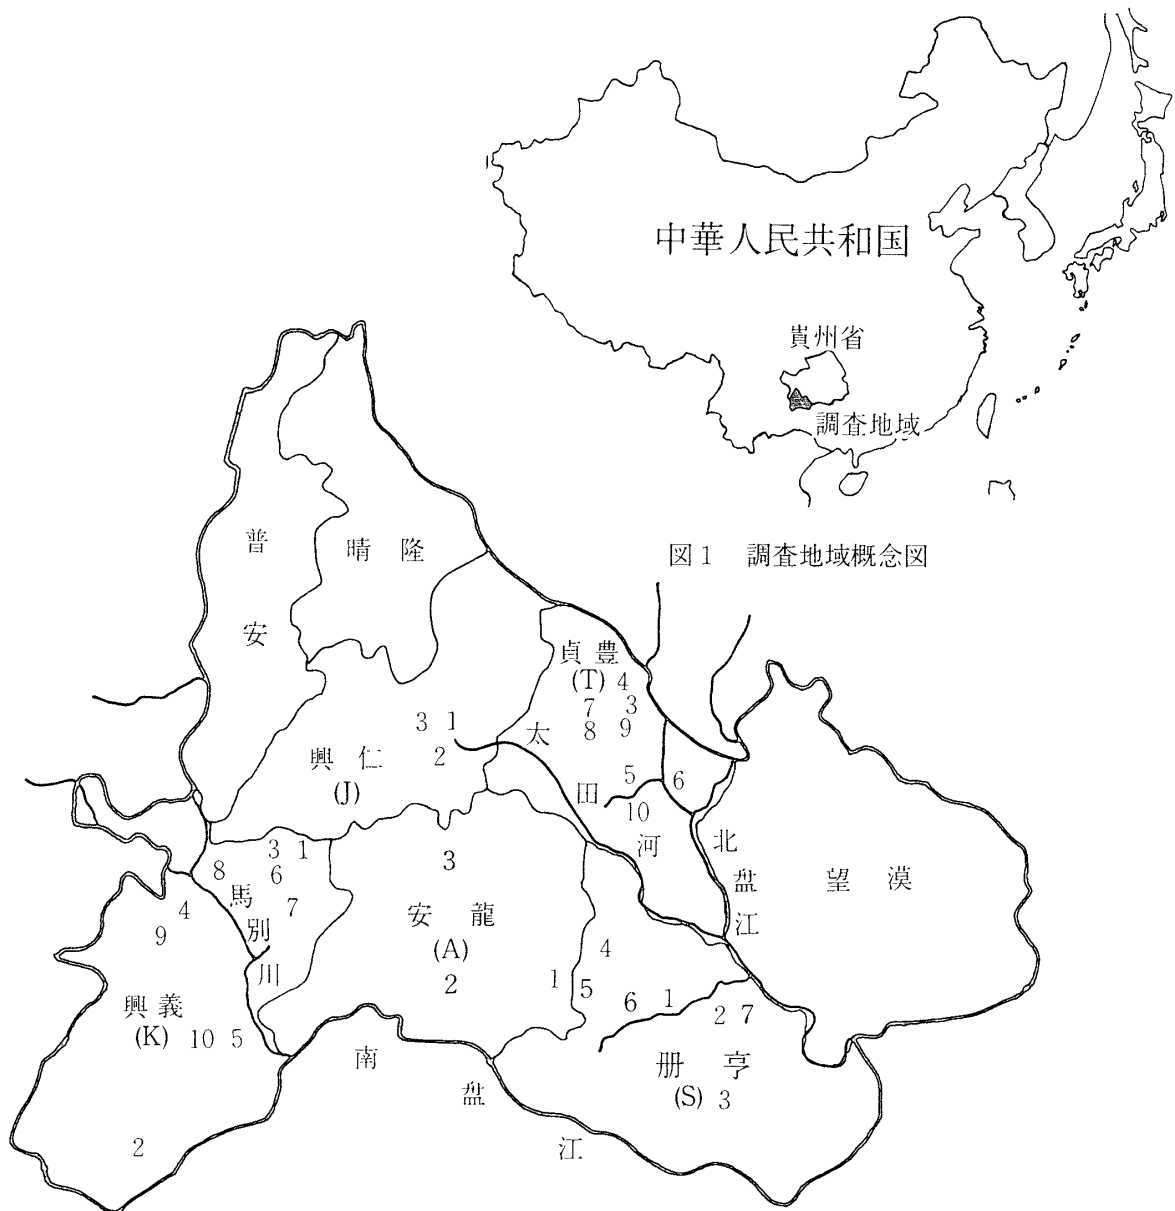 中華人民共和国
貴州省
調査地域
図1 調査地域概念図
普安
晴隆
貞豊
(T) 4
7 3
8 9
5 6
10
太田河
3 1
2
興仁
(J)
北盤江
望漠
8 3 1
6
7
馬別川
4
9
興義
(K) 10 5
2
3
安龍
(A)
2
1
4
5
6 1
2 7
册亨
(S) 3
南盤江